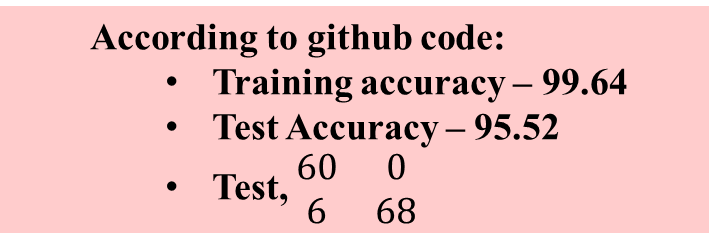 According to github code:
• Training accuracy – 99.64
• Test Accuracy – 95.52
• Test, 60 0
6 68